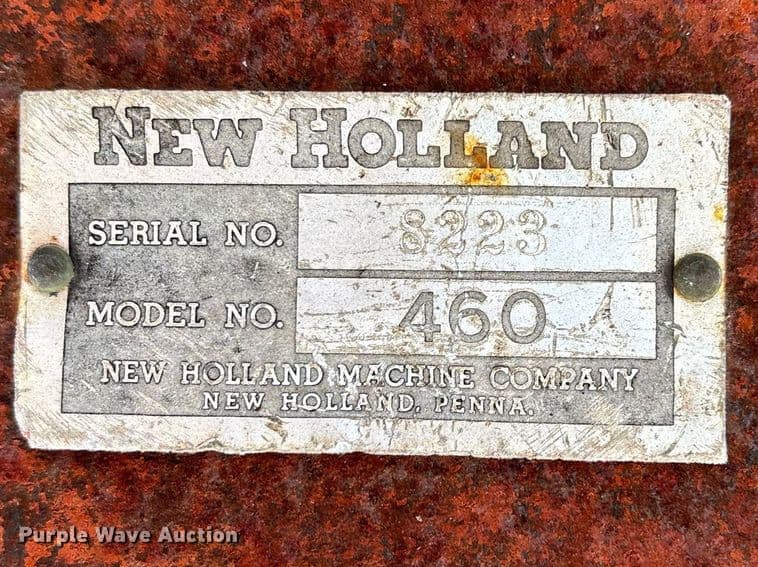 NEW HOLLAND
SERIAL NO. 8223
MODEL NO. 460
NEW HOLLAND MACHINE COMPANY
NEW HOLLAND, PENNA.
Purple Wave Auction